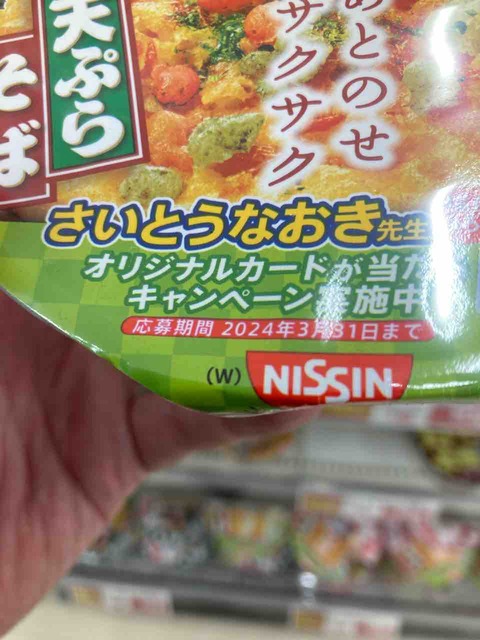 天ぷら
そば
あとのせ
サクサク
さいとうなおき先生
オリジナルカードが当た
キャンペーン実施中
応募期間 2024年3月31日まで
(W) NISSIN